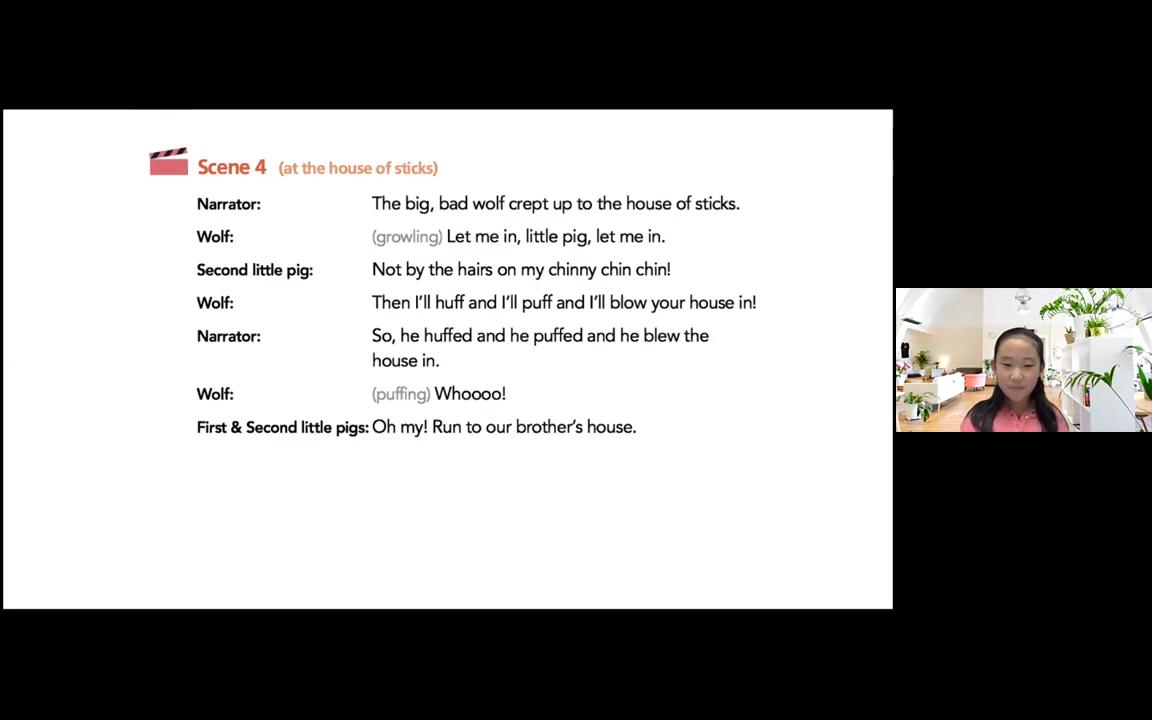 Scene 4 (at the house of sticks)
Narrator: The big, bad wolf crept up to the house of sticks.
Wolf: (growling) Let me in, little pig, let me in.
Second little pig: Not by the hairs on my chinny chin chin!
Wolf: Then I'll huff and I'll puff and I'll blow your house in!
Narrator: So, he huffed and he puffed and he blew the
house in.
Wolf: (puffing) Whoooo!
First & Second little pigs: Oh my! Run to our brother's house.